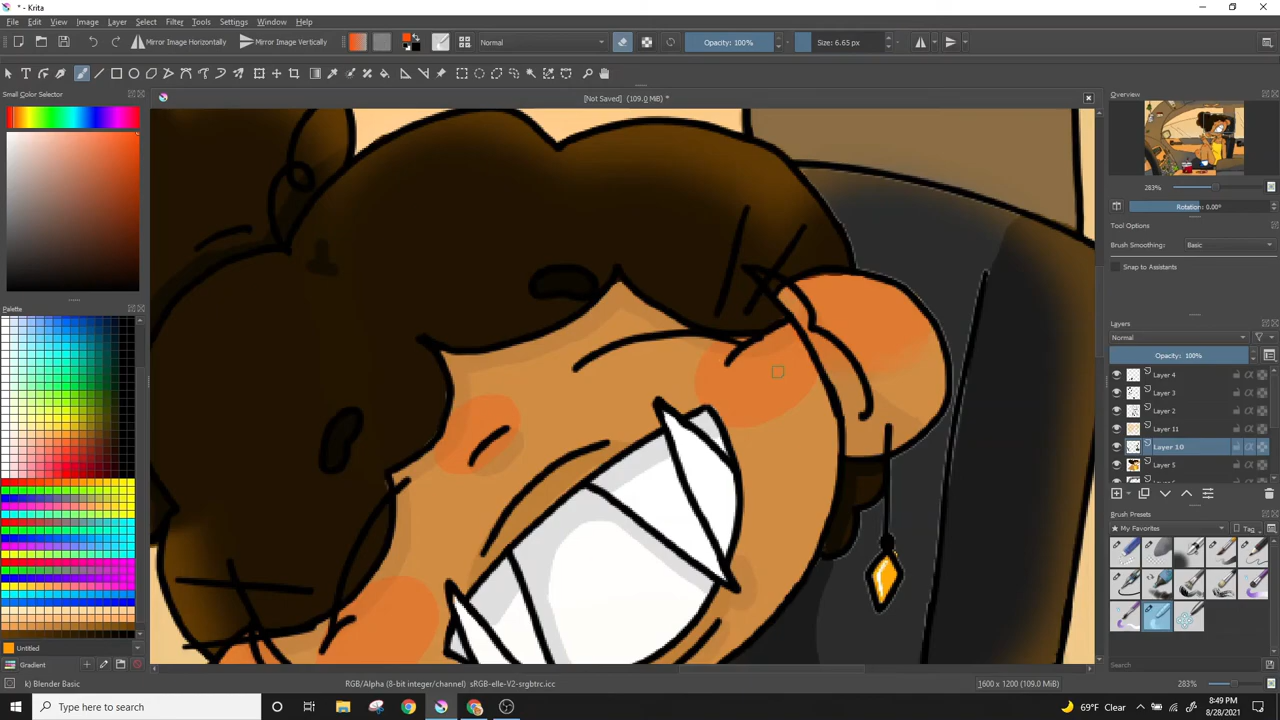 * - Krita
File Edit View Image Layer Select Filter Tools Settings Window Help
Mirror Image Horizontally Mirror Image Vertically Normal Opacity: 100% Size: 6.65 px
Small Color Selector
[Not Saved] (109.0 MiB) *
Overview
283%
Rotation: 0.00°
Tool Options
Brush Smoothing: Basic
Snap to Assistants
Palette
Layers
Normal
Opacity: 100%
Layer 4
Layer 3
Layer 2
Layer 11
Layer 10
Layer 5
Brush Presets
My Favorites Tag
Search
Untitled
Gradient
k) Blender Basic RGB/Alpha (8-bit integer/channel) sRGB-elle-V2-srgbtrc.icc 1600 x 1200 (109.0 MiB) 283%
Type here to search
69°F Clear
8:49 PM
8/28/2021